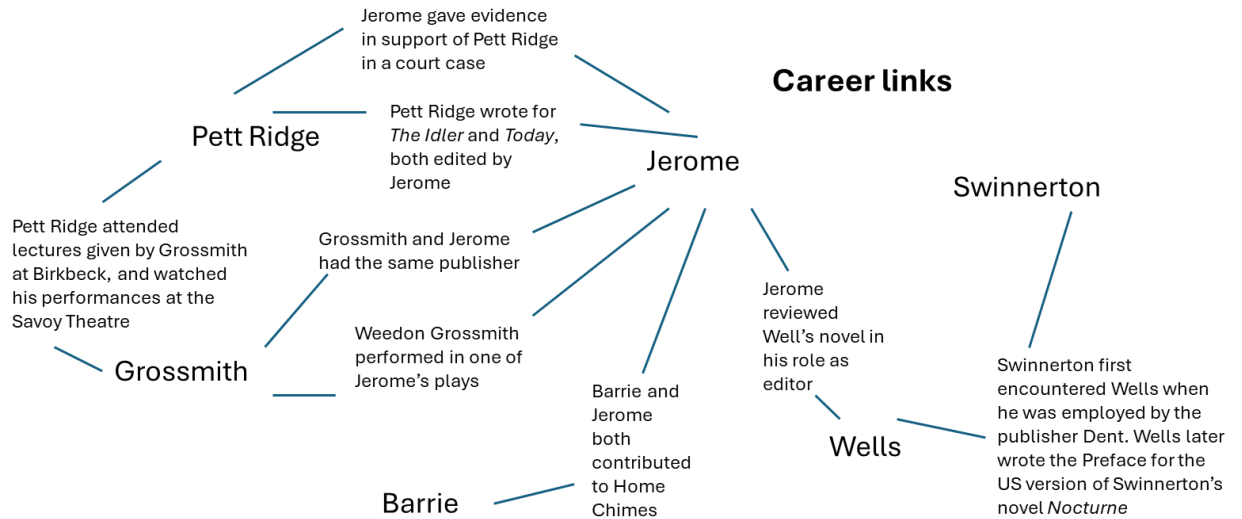 Jerome gave evidence
in support of Pett Ridge
in a court case
Career links
Pett Ridge
Pett Ridge wrote for
The Idler and Today,
both edited by
Jerome
Jerome
Swinnerton
Pett Ridge attended
lectures given by Grossmith
at Birkbeck, and watched
his performances at the
Savoy Theatre
Grossmith and Jerome
had the same publisher
Jerome
reviewed
Well’s novel in
his role as
editor
Weedon Grossmith
performed in one of
Jerome’s plays
Grossmith
Swinnerton first
encountered Wells when
he was employed by the
publisher Dent. Wells later
wrote the Preface for the
US version of Swinnerton’s
novel Nocturne
Barrie and
Jerome
both
contributed
to Home
Chimes
Wells
Barrie